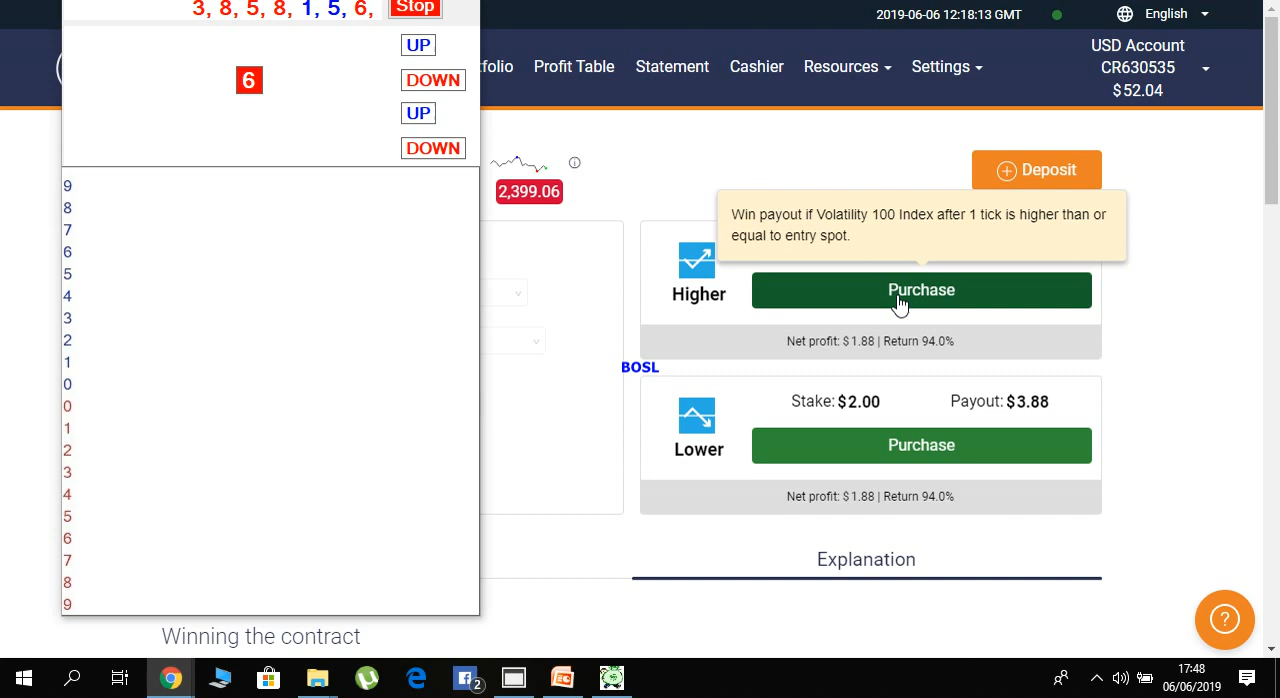 3, 8, 5, 8, 1, 5, 6,
Stop
2019-06-06 12:18:13 GMT
English
UP
DOWN
UP
DOWN
6
tfolio
Profit Table
Statement
Cashier
Resources
Settings
USD Account
CR630535
$52.04
2,399.06
Deposit
Win payout if Volatility 100 Index after 1 tick is higher than or
equal to entry spot.
Higher
Purchase
Net profit: $1.88 | Return 94.0%
BOSL
Stake: $2.00 Payout: $3.88
Lower
Purchase
Net profit: $1.88 | Return 94.0%
Explanation
9
8
7
6
5
4
3
2
1
0
0
1
2
3
4
5
6
7
8
9
Winning the contract
?
2
17:48
06/06/2019